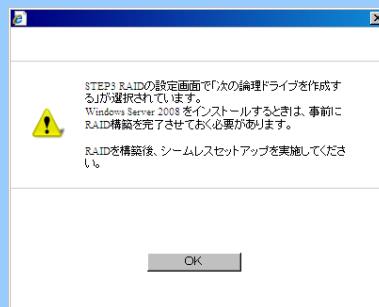 STEP3 RAIDの設定画面で「次の論理ドライブを作成す
る」が選択されています。
Windows Server 2008 をインストールするときは、事前に
RAID構築を完了させておく必要があります。
RAIDを構築後、シームレスセットアップを実施してくださ
い。
OK